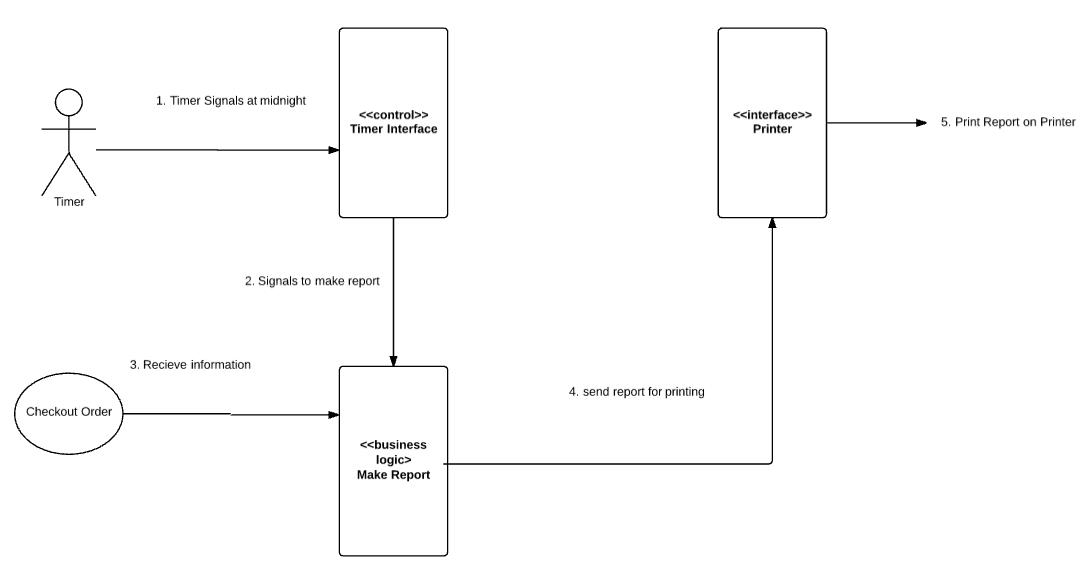 1. Timer Signals at midnight
<<control>>
Timer Interface
<<interface>>
Printer
5. Print Report on Printer
Timer
2. Signals to make report
3. Recieve information
Checkout Order
4. send report for printing
<<business
logic>
Make Report